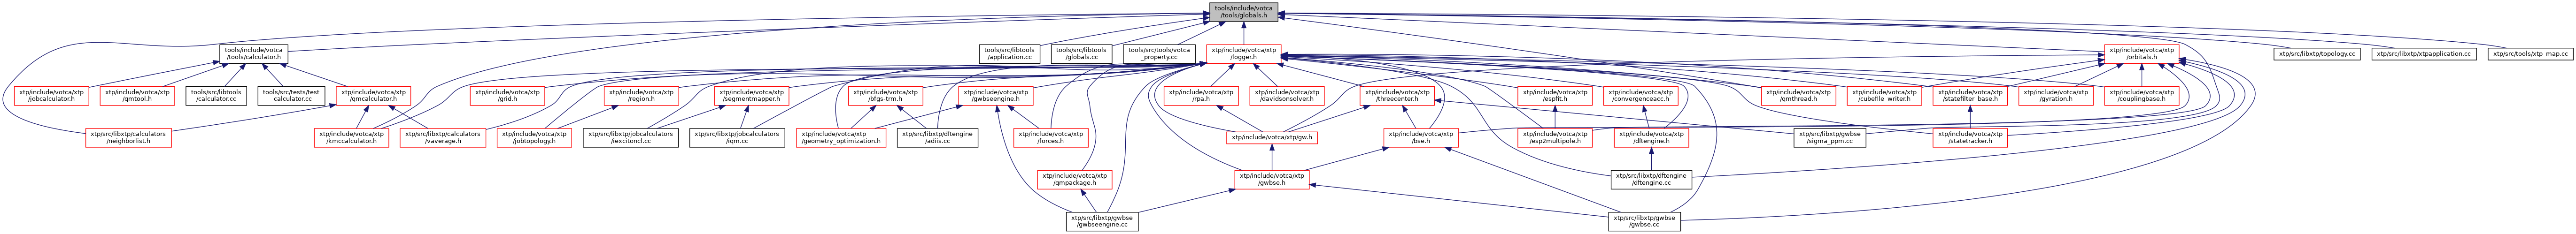 tools/include/votca
/tools/globals.h
tools/include/votca
/tools/calculator.h
tools/src/libtools
/application.cc
tools/src/libtools
/globals.cc
tools/src/tools/votca
_property.cc
xtp/include/votca/xtp
/logger.h
xtp/include/votca/xtp
/orbitals.h
xtp/src/libxtp/topology.cc
xtp/src/libxtp/xtpapplication.cc
xtp/src/tools/xtp_map.cc
xtp/include/votca/xtp
/jobcalculator.h
xtp/include/votca/xtp
/qmtool.h
tools/src/libtools
/calculator.cc
tools/src/tests/test
_calculator.cc
xtp/include/votca/xtp
/qmcalculator.h
xtp/include/votca/xtp
/grid.h
xtp/include/votca/xtp
/region.h
xtp/include/votca/xtp
/segmentmapper.h
xtp/include/votca/xtp
/bfgs-trm.h
xtp/include/votca/xtp
/gwbseengine.h
xtp/include/votca/xtp
/rpa.h
xtp/include/votca/xtp
/davidsonsolver.h
xtp/include/votca/xtp
/threecenter.h
xtp/include/votca/xtp
/espfit.h
xtp/include/votca/xtp
/convergenceacc.h
xtp/include/votca/xtp
/qmthread.h
xtp/include/votca/xtp
/cubefile_writer.h
xtp/include/votca/xtp
/statefilter_base.h
xtp/include/votca/xtp
/gyration.h
xtp/include/votca/xtp
/couplingbase.h
xtp/src/libxtp/calculators
/neighborlist.h
xtp/include/votca/xtp
/kmccalculator.h
xtp/src/libxtp/calculators
/vaverage.h
xtp/include/votca/xtp
/jobtopology.h
xtp/src/libxtp/jobcalculators
/iexcitoncl.cc
xtp/src/libxtp/jobcalculators
/iqm.cc
xtp/include/votca/xtp
/geometry_optimization.h
xtp/src/libxtp/dftengine
/adiis.cc
xtp/include/votca/xtp
/forces.h
xtp/include/votca/xtp/gw.h
xtp/include/votca/xtp
/bse.h
xtp/include/votca/xtp
/esp2multipole.h
xtp/include/votca/xtp
/dftengine.h
xtp/src/libxtp/gwbse
/sigma_ppm.cc
xtp/include/votca/xtp
/statetracker.h
xtp/include/votca/xtp
/qmpackage.h
xtp/include/votca/xtp
/gwbse.h
xtp/src/libxtp/dftengine
/dftengine.cc
xtp/src/libxtp/gwbse
/gwbseengine.cc
xtp/src/libxtp/gwbse
/gwbse.cc